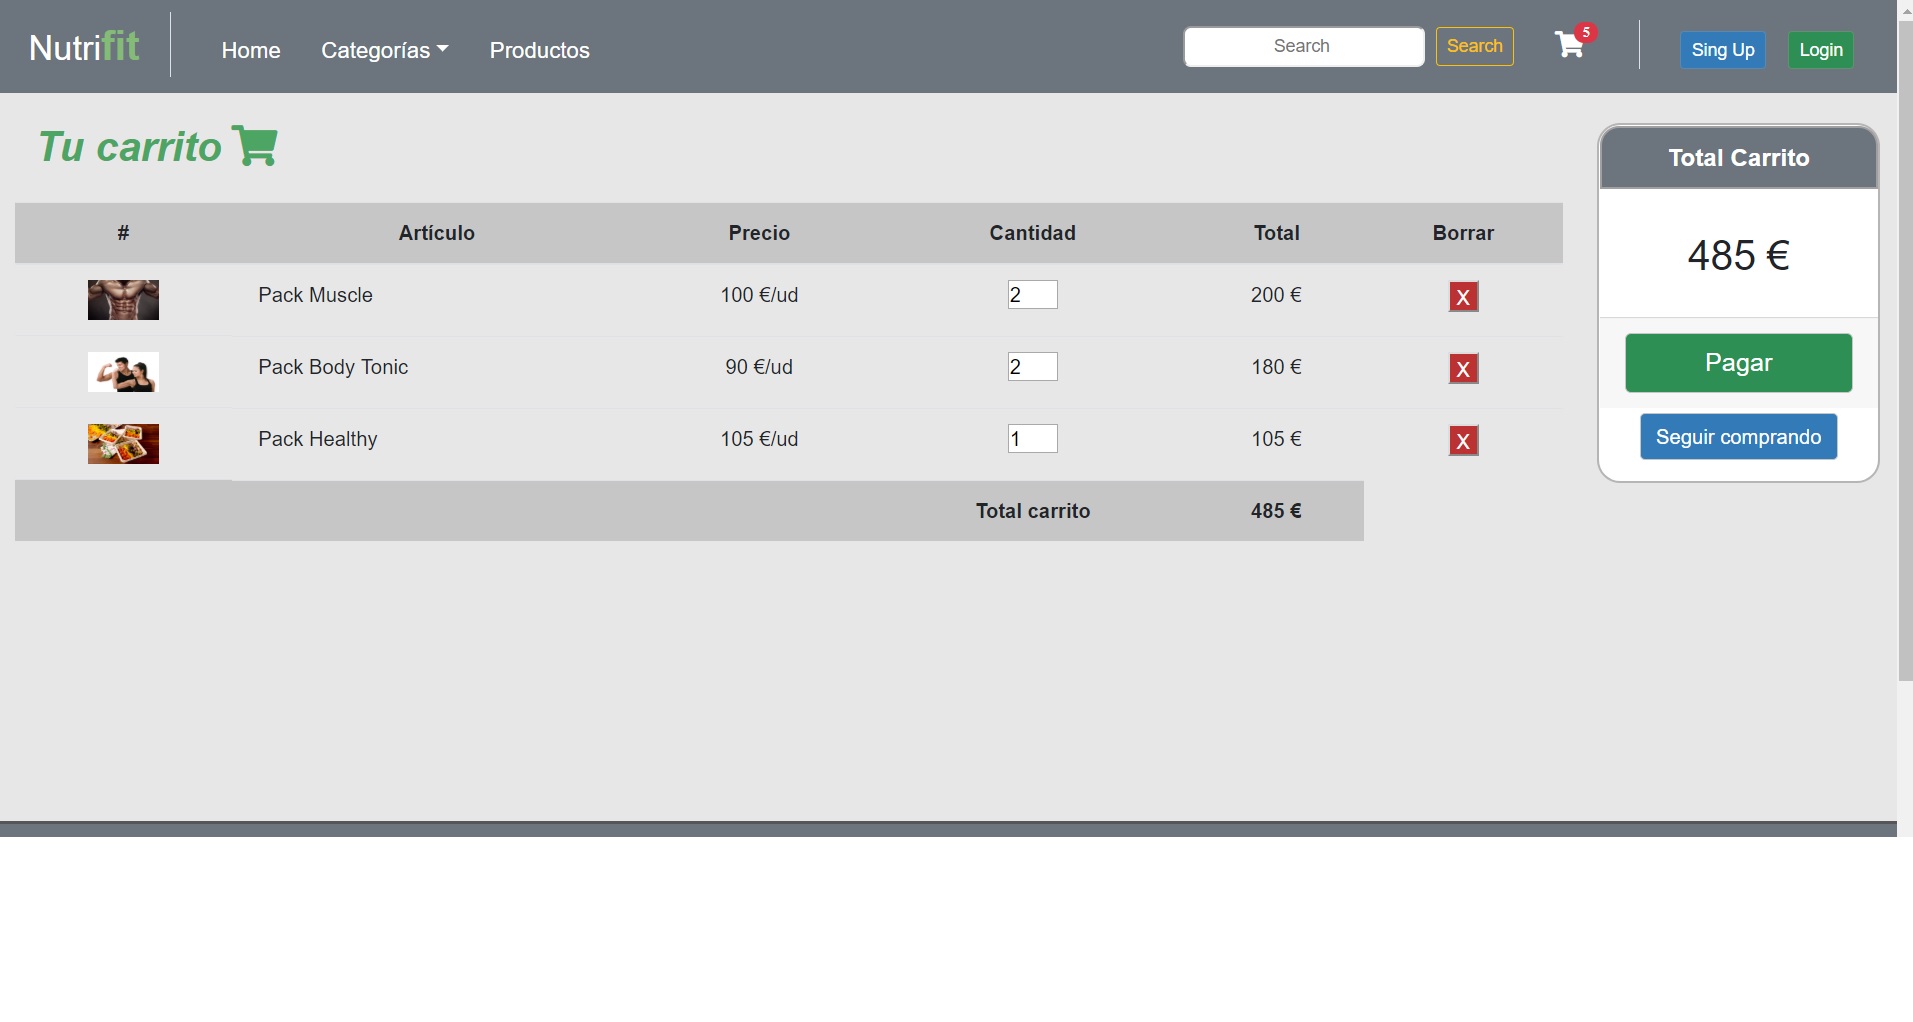 Nutrifit Home Categorías Productos Search Search 5 Sing Up Login
Tu carrito
# Artículo Precio Cantidad Total Borrar
Pack Muscle 100 €/ud 2 200 € X
Pack Body Tonic 90 €/ud 2 180 € X
Pack Healthy 105 €/ud 1 105 € X
Total carrito 485 €
Total Carrito
485 €
Pagar
Seguir comprando